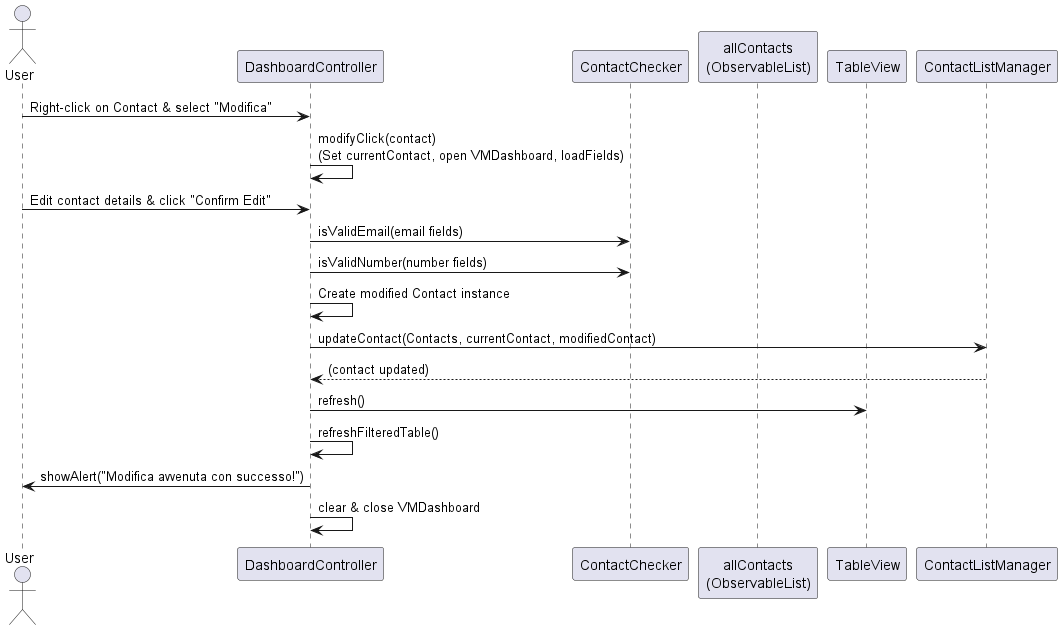 User
DashboardController
ContactChecker
allContacts
(ObservableList)
TableView
ContactListManager
Right-click on Contact & select "Modifica"
modifyClick(contact)
(Set currentContact, open VMDashboard, loadFields)
Edit contact details & click "Confirm Edit"
isValidEmail(email fields)
isValidNumber(number fields)
Create modified Contact instance
updateContact(Contacts, currentContact, modifiedContact)
(contact updated)
refresh()
refreshFilteredTable()
showAlert("Modifica avvenuta con successo!")
clear & close VMDashboard
User
DashboardController
ContactChecker
allContacts
(ObservableList)
TableView
ContactListManager